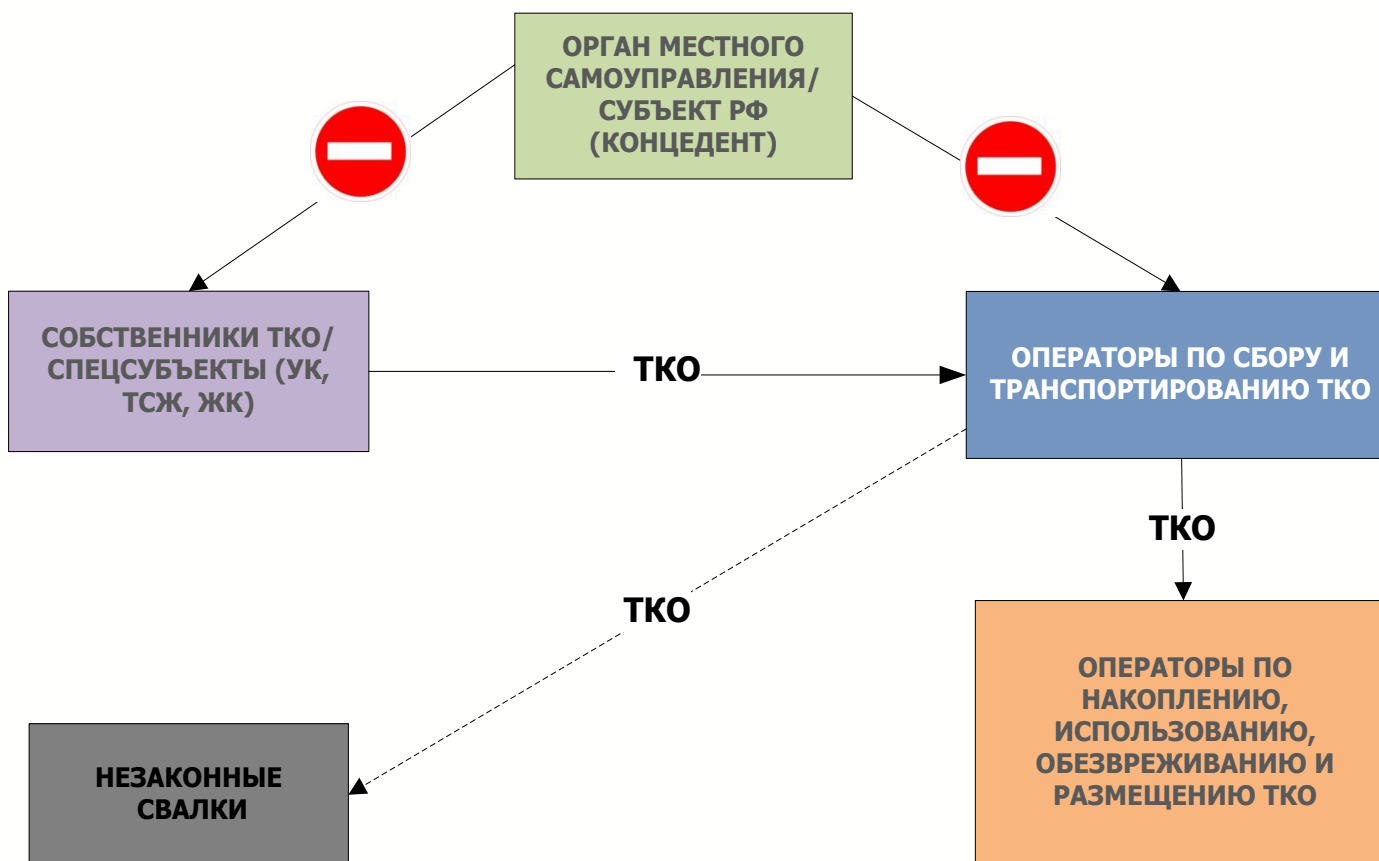 ОРГАН МЕСТНОГО
САМОУПРАВЛЕНИЯ/
СУБЪЕКТ РФ
(КОНЦЕДЕНТ)
СОБСТВЕННИКИ ТКО/
СПЕЦСУБЪЕКТЫ (УК,
ТСЖ, ЖК)
ТКО
ОПЕРАТОРЫ ПО СБОРУ И
ТРАНСПОРТИРОВАНИЮ ТКО
ТКО
ТКО
НЕЗАКОННЫЕ
СВАЛКИ
ОПЕРАТОРЫ ПО
НАКОПЛЕНИЮ,
ИСПОЛЬЗОВАНИЮ,
ОБЕЗВРЕЖИВАНИЮ И
РАЗМЕЩЕНИЮ ТКО